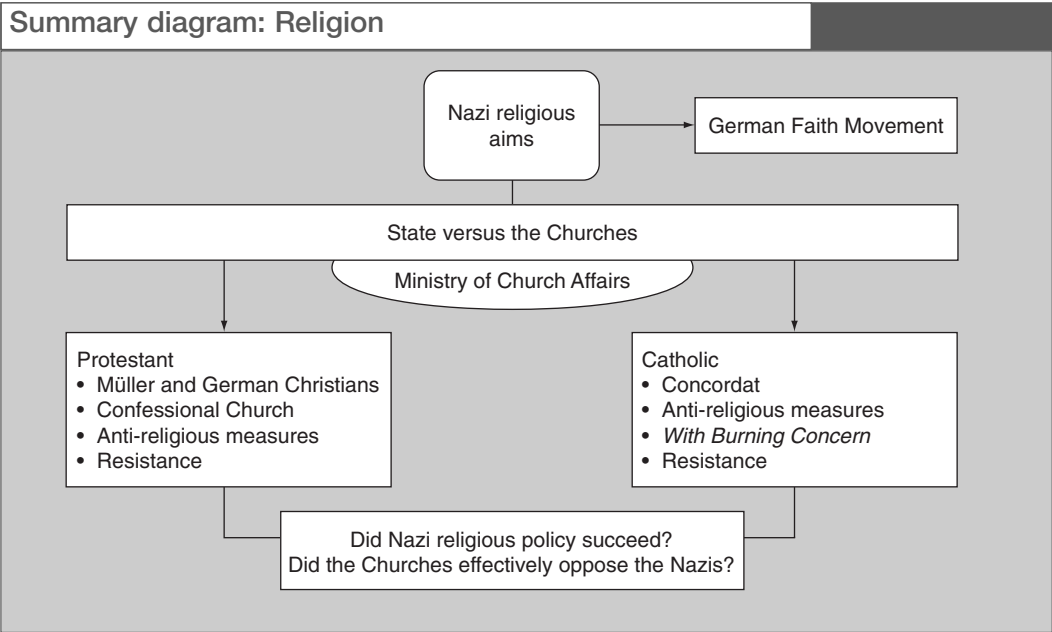 Summary diagram: Religion
Nazi religious
aims
German Faith Movement
State versus the Churches
Ministry of Church Affairs
Protestant
• Müller and German Christians
• Confessional Church
• Anti-religious measures
• Resistance
Catholic
• Concordat
• Anti-religious measures
• With Burning Concern
• Resistance
Did Nazi religious policy succeed?
Did the Churches effectively oppose the Nazis?